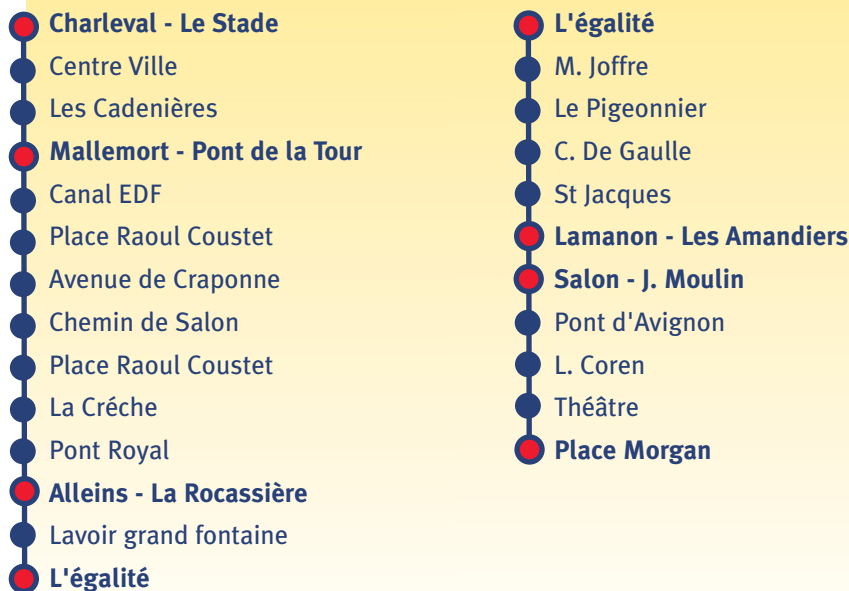 Charleval - Le Stade
Centre Ville
Les Cadenières
Mallemort - Pont de la Tour
Canal EDF
Place Raoul Coustet
Avenue de Craponne
Chemin de Salon
Place Raoul Coustet
La Créche
Pont Royal
Alleins - La Rocassière
Lavoir grand fontaine
L'égalité
L'égalité
M. Joffre
Le Pigeonnier
C. De Gaulle
St Jacques
Lamanon - Les Amandiers
Salon - J. Moulin
Pont d'Avignon
L. Coren
Théâtre
Place Morgan